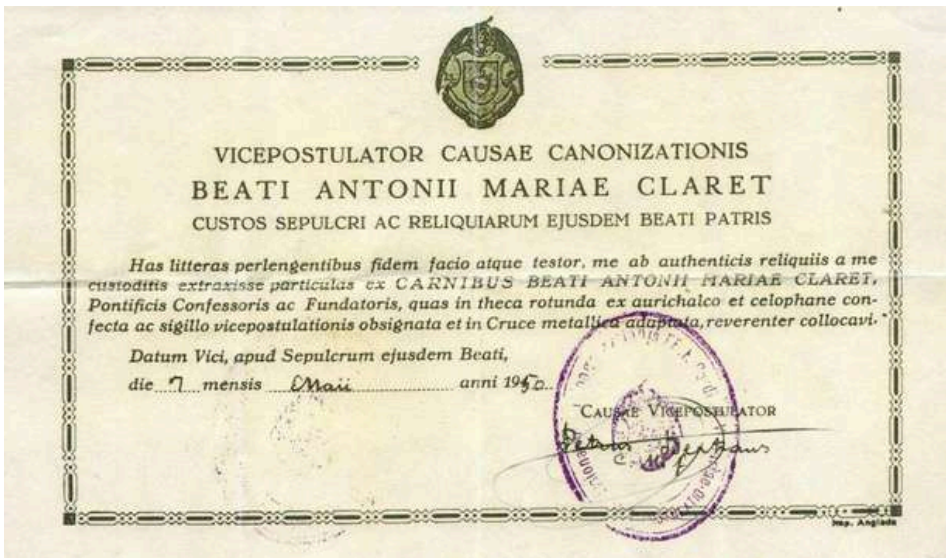 VICEPOSTULATOR CAUSAE CANONIZATIONIS
BEATI ANTONII MARIAE CLARET
CUSTOS SEPULCRI AC RELIQUIARUM EJUSDEM BEATI PATRIS
Has litteras perlengentibus fidem facio atque testor, me ab authenticis reliquiis a me
custoditis extraxisse particulas ex CARNIBUS BEATI ANTONII MARIAE CLARET,
Pontificis Confessoris ac Fundatoris, quas in theca rotunda ex aurichalco et celophane con-
fecta ac sigillo vicepostulationis obsignata et in Cruce metallica adaptata, reverenter collocavi.
Datum Vici, apud Sepulcrum ejusdem Beati,
die 7 mensis Maii anni 1950
CAUSAE VICEPOSTULATOR
Imp. Anglada